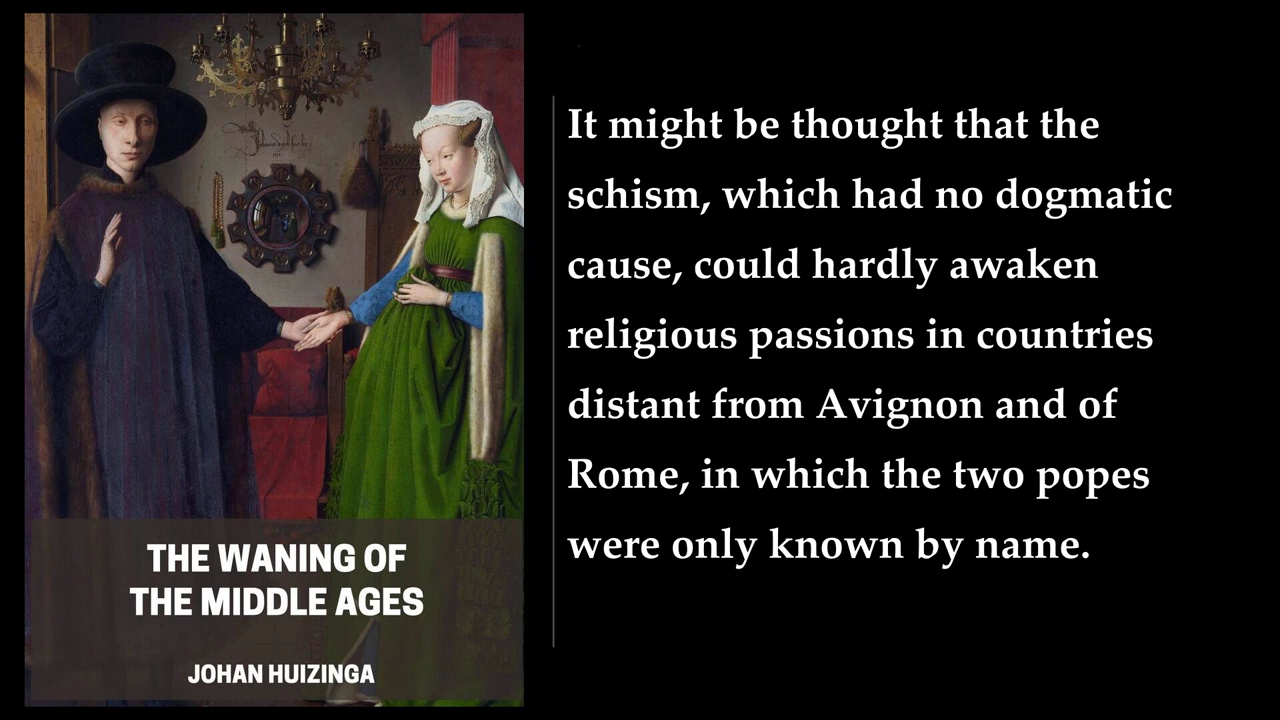 THE WANING OF
THE MIDDLE AGES
JOHAN HUIZINGA
It might be thought that the
schism, which had no dogmatic
cause, could hardly awaken
religious passions in countries
distant from Avignon and of
Rome, in which the two popes
were only known by name.